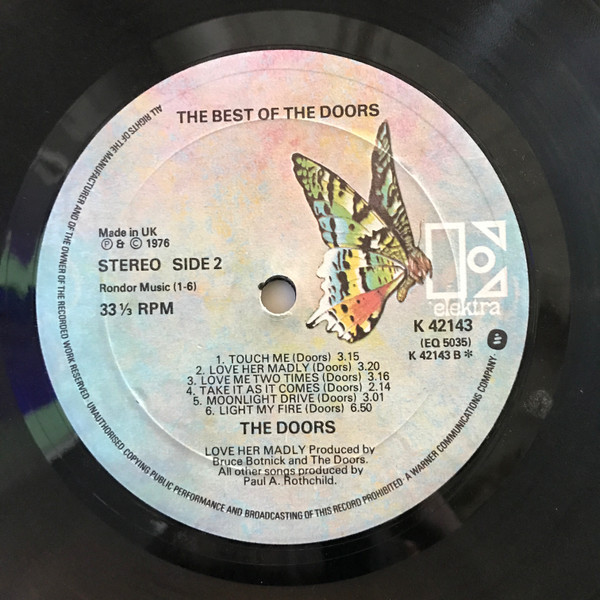 THE BEST OF THE DOORS
Made in UK
Ⓟ & © 1976
STEREO SIDE 2
Rondor Music (1-6)
33 ⅓ RPM
elektra
K 42143
(EQ 5035)
K 42143 B *
1. TOUCH ME (Doors) 3.15
2. LOVE HER MADLY (Doors) 3.20
3. LOVE ME TWO TIMES (Doors) 3.16
4. TAKE IT AS IT COMES (Doors) 2.14
5. MOONLIGHT DRIVE (Doors) 3.01
6. LIGHT MY FIRE (Doors) 6.50
THE DOORS
LOVE HER MADLY Produced by
Bruce Botnick and The Doors.
All other songs produced by
Paul A. Rothchild.
ALL RIGHTS OF THE MANUFACTURER AND OF THE OWNER OF THE RECORDED WORK RESERVED · UNAUTHORISED COPYING PUBLIC PERFORMANCE AND BROADCASTING OF THIS RECORD PROHIBITED · A WARNER COMMUNICATIONS COMPANY ·